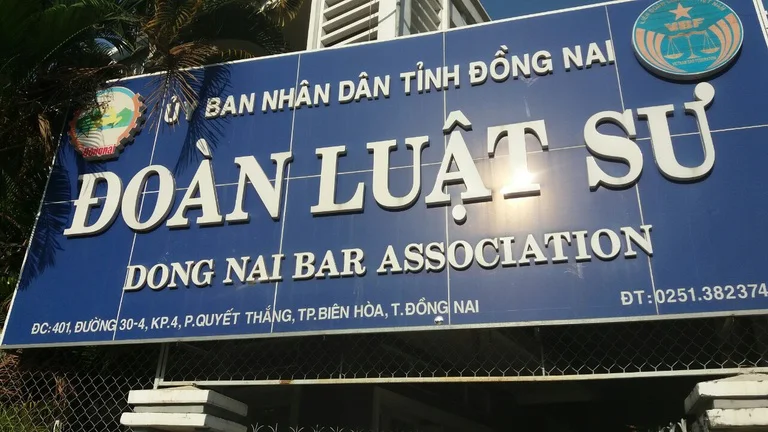 ỦY BAN NHÂN DÂN TỈNH ĐỒNG NAI
ĐOÀN LUẬT SƯ
DONG NAI BAR ASSOCIATION
ĐC: 401, ĐƯỜNG 30-4, KP.4, P.QUYẾT THẮNG, TP.BIÊN HÒA, T.ĐỒNG NAI
ĐT: 0251.382374
VBF